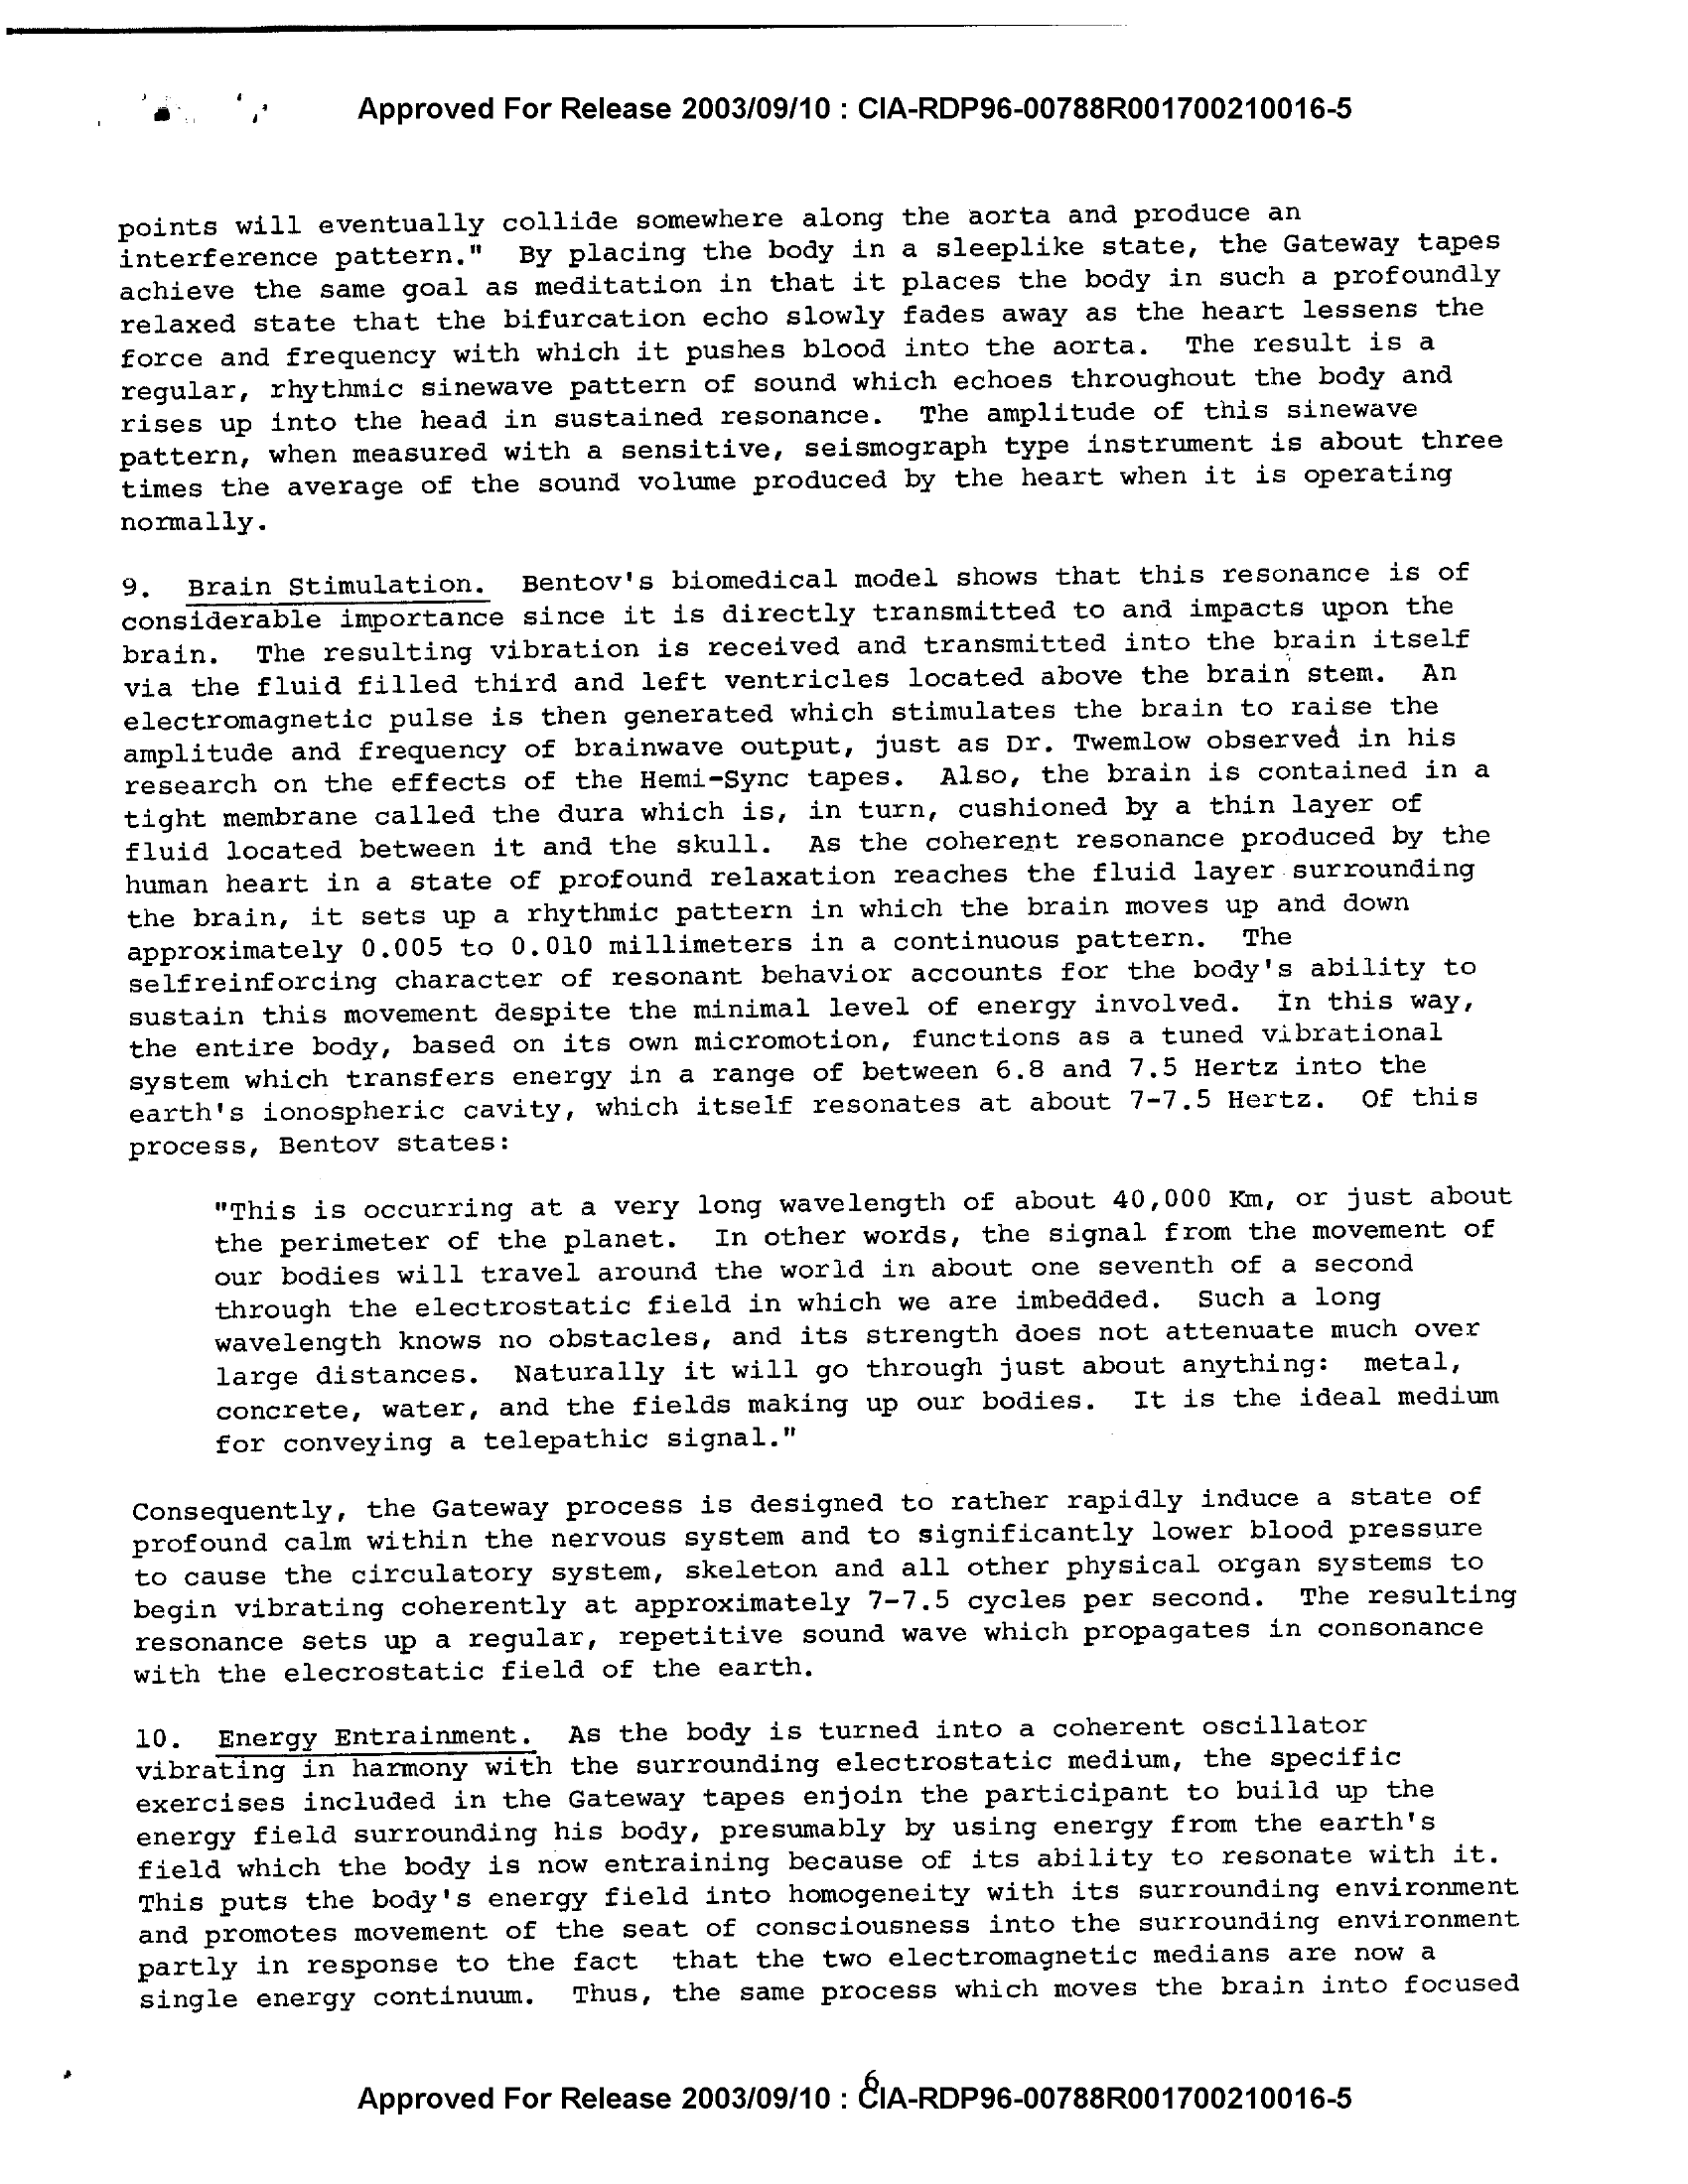 Approved For Release 2003/09/10 : CIA-RDP96-00788R001700210016-5
points will eventually collide somewhere along the aorta and produce an
interference pattern."  By placing the body in a sleeplike state, the Gateway tapes
achieve the same goal as meditation in that it places the body in such a profoundly
relaxed state that the bifurcation echo slowly fades away as the heart lessens the
force and frequency with which it pushes blood into the aorta.  The result is a
regular, rhythmic sinewave pattern of sound which echoes throughout the body and
rises up into the head in sustained resonance.  The amplitude of this sinewave
pattern, when measured with a sensitive, seismograph type instrument is about three
times the average of the sound volume produced by the heart when it is operating
normally.
9.  Brain Stimulation.  Bentov's biomedical model shows that this resonance is of
considerable importance since it is directly transmitted to and impacts upon the
brain.  The resulting vibration is received and transmitted into the brain itself
via the fluid filled third and left ventricles located above the brain stem.  An
electromagnetic pulse is then generated which stimulates the brain to raise the
amplitude and frequency of brainwave output, just as Dr. Twemlow observed in his
research on the effects of the Hemi-Sync tapes.  Also, the brain is contained in a
tight membrane called the dura which is, in turn, cushioned by a thin layer of
fluid located between it and the skull.  As the coherent resonance produced by the
human heart in a state of profound relaxation reaches the fluid layer surrounding
the brain, it sets up a rhythmic pattern in which the brain moves up and down
approximately 0.005 to 0.010 millimeters in a continuous pattern.  The
selfreinforcing character of resonant behavior accounts for the body's ability to
sustain this movement despite the minimal level of energy involved.  In this way,
the entire body, based on its own micromotion, functions as a tuned vibrational
system which transfers energy in a range of between 6.8 and 7.5 Hertz into the
earth's ionospheric cavity, which itself resonates at about 7-7.5 Hertz.  Of this
process, Bentov states:
"This is occurring at a very long wavelength of about 40,000 Km, or just about
the perimeter of the planet.  In other words, the signal from the movement of
our bodies will travel around the world in about one seventh of a second
through the electrostatic field in which we are imbedded.  Such a long
wavelength knows no obstacles, and its strength does not attenuate much over
large distances.  Naturally it will go through just about anything:  metal,
concrete, water, and the fields making up our bodies.  It is the ideal medium
for conveying a telepathic signal."
Consequently, the Gateway process is designed to rather rapidly induce a state of
profound calm within the nervous system and to significantly lower blood pressure
to cause the circulatory system, skeleton and all other physical organ systems to
begin vibrating coherently at approximately 7-7.5 cycles per second.  The resulting
resonance sets up a regular, repetitive sound wave which propagates in consonance
with the elecrostatic field of the earth.
10.  Energy Entrainment.  As the body is turned into a coherent oscillator
vibrating in harmony with the surrounding electrostatic medium, the specific
exercises included in the Gateway tapes enjoin the participant to build up the
energy field surrounding his body, presumably by using energy from the earth's
field which the body is now entraining because of its ability to resonate with it.
This puts the body's energy field into homogeneity with its surrounding environment
and promotes movement of the seat of consciousness into the surrounding environment
partly in response to the fact  that the two electromagnetic medians are now a
single energy continuum.  Thus, the same process which moves the brain into focused
6
Approved For Release 2003/09/10 : CIA-RDP96-00788R001700210016-5